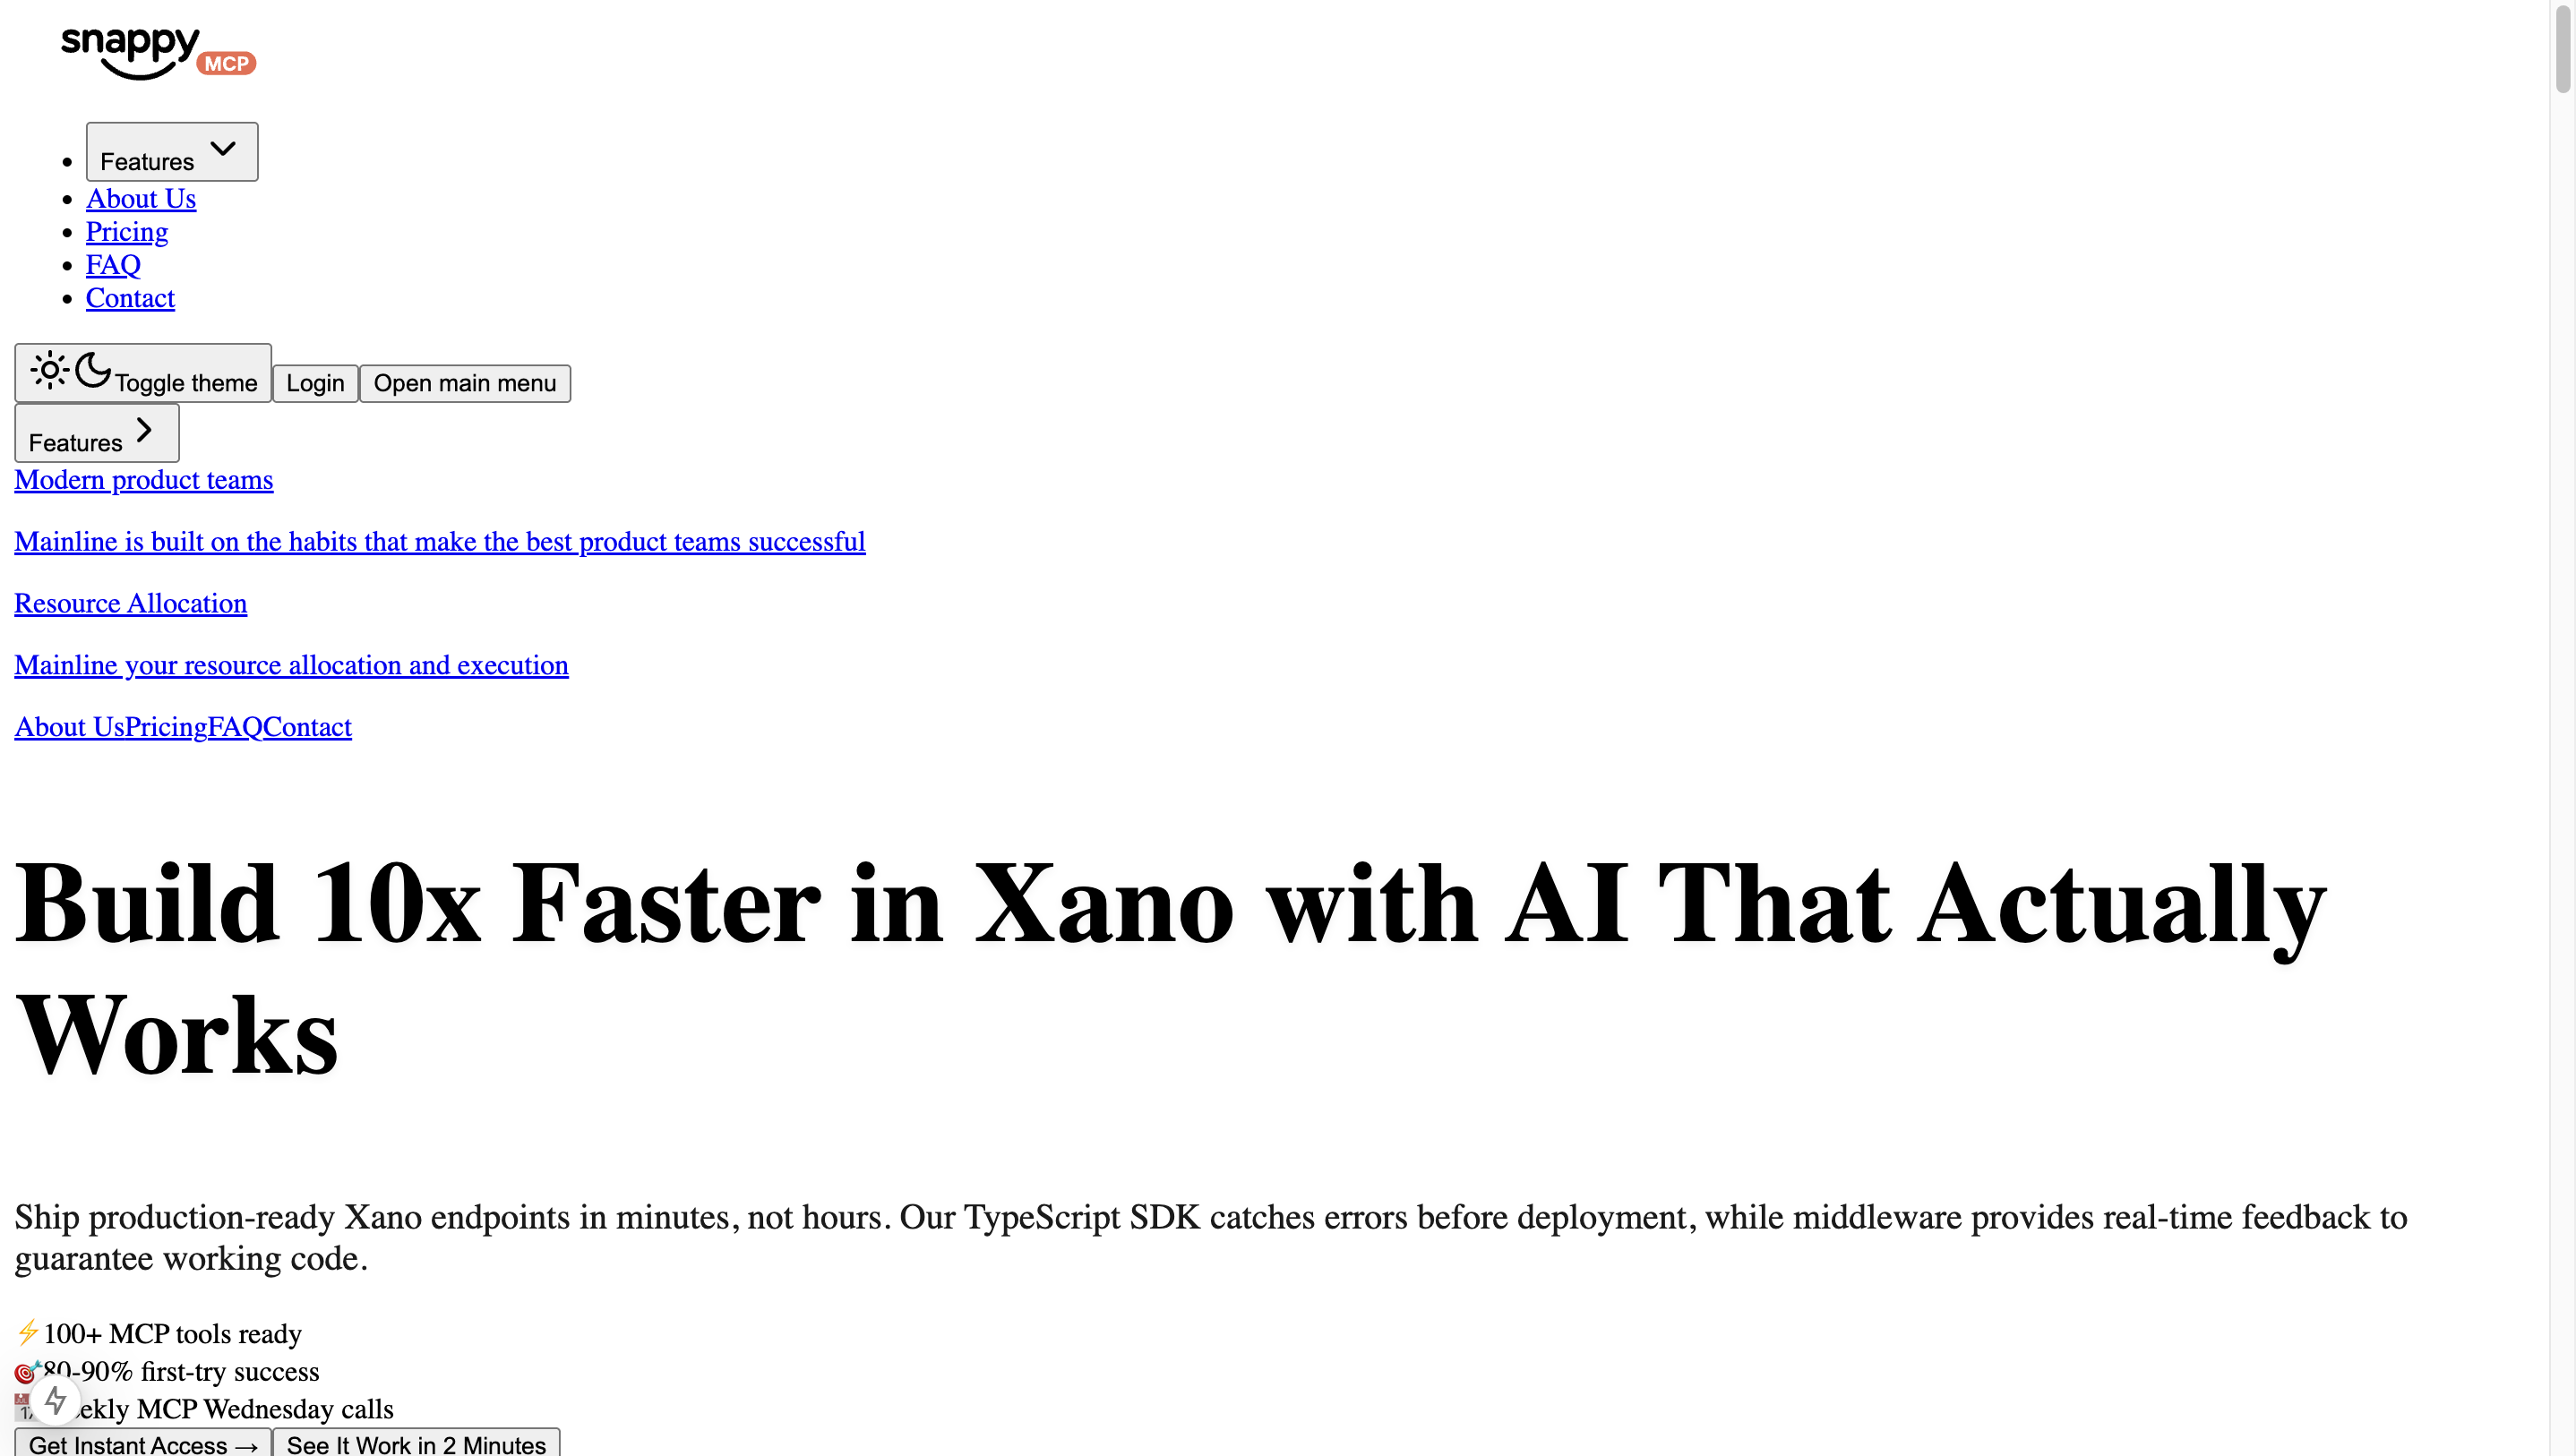 snappy MCP
Features
About Us
Pricing
FAQ
Contact
Toggle theme Login Open main menu
Features
Modern product teams
Mainline is built on the habits that make the best product teams successful
Resource Allocation
Mainline your resource allocation and execution
About UsPricingFAQContact
Build 10x Faster in Xano with AI That Actually
Works
Ship production-ready Xano endpoints in minutes, not hours. Our TypeScript SDK catches errors before deployment, while middleware provides real-time feedback to
guarantee working code.
⚡100+ MCP tools ready
🎯80-90% first-try success
MCP Wednesday calls
Get Instant Access → See It Work in 2 Minutes